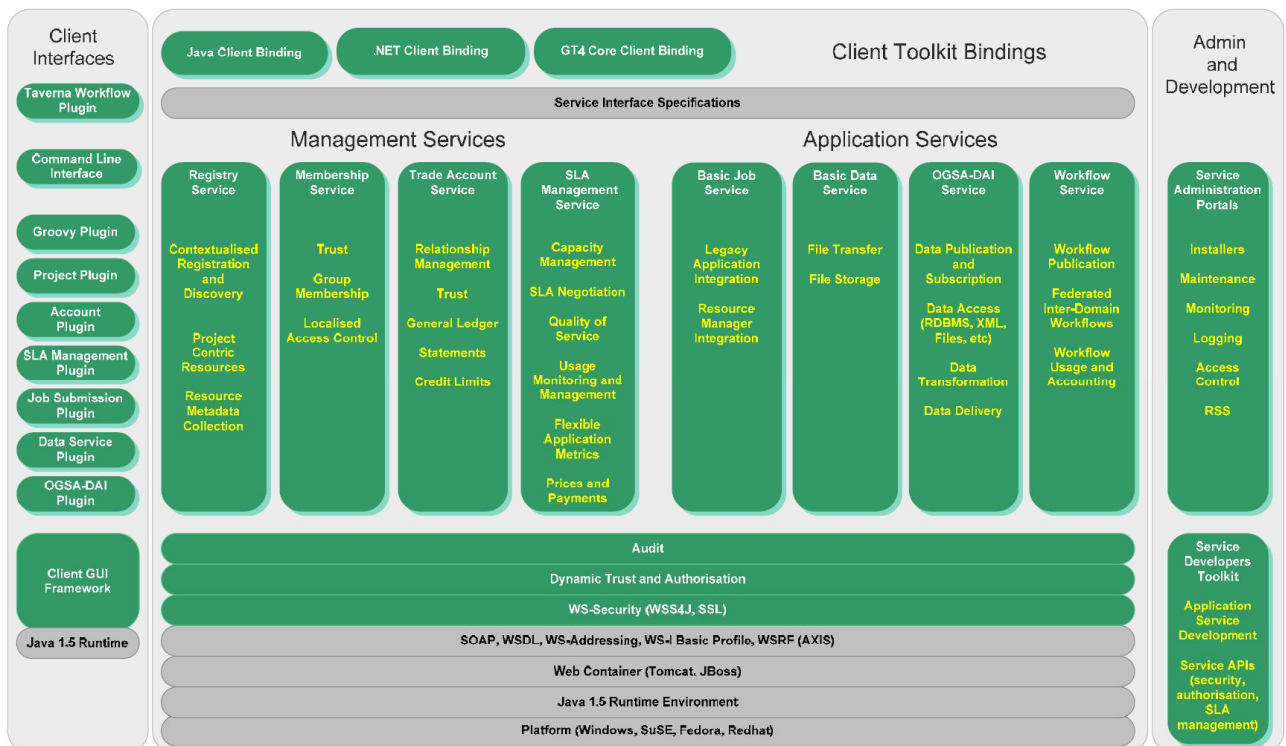 Client
Interfaces
Taverna Workflow
Plugin
Command Line
Interface
Groovy Plugin
Project Plugin
Account
Plugin
SLA Management
Plugin
Job Submission
Plugin
Data Service
Plugin
OGSA-DAI
Plugin
Client GUI
Framework
Java 1.5 Runtime
Java Client Binding
.NET Client Binding
GT4 Core Client Binding
Client Toolkit Bindings
Service Interface Specifications
Management Services
Registry
Service
Contextualised
Registration
and
Discovery
Project
Centric
Resources
Resource
Metadata
Collection
Membership
Service
Trust
Group
Membership
Localised
Access Control
Trade Account
Service
Relationship
Management
Trust
General Ledger
Statements
Credit Limits
SLA
Management
Service
Capacity
Management
SLA Negotiation
Quality of
Service
Usage
Monitoring and
Management
Flexible
Application
Metrics
Prices and
Payments
Application Services
Basic Job
Service
Legacy
Application
Integration
Resource
Manager
Integration
Basic Data
Service
File Transfer
File Storage
OGSA-DAI
Service
Data Publication
and
Subscription
Data Access
(RDBMS, XML,
Files, etc)
Data
Transformation
Data Delivery
Workflow
Service
Workflow
Publication
Federated
Inter-Domain
Workflows
Workflow
Usage and
Accounting
Audit
Dynamic Trust and Authorisation
WS-Security (WSS4J, SSL)
SOAP, WSDL, WS-Addressing, WS-I Basic Profile, WSRF (AXIS)
Web Container (Tomcat, JBoss)
Java 1.5 Runtime Environment
Platform (Windows, SuSE, Fedora, Redhat)
Admin
and
Development
Service
Administration
Portals
Installers
Maintenance
Monitoring
Logging
Access
Control
RSS
Service
Developers
Toolkit
Application
Service
Development
Service APIs
(security,
authorisation,
SLA
management)